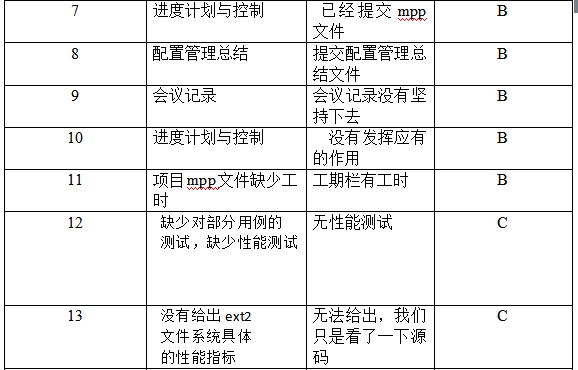 7 进度计划与控制 已经提交 mpp B
文件
8 配置管理总结 提交配置管理总 B
结文件
9 会议记录 会议记录没有坚 B
持下去
10 进度计划与控制 没有发挥应有 B
的作用
11 项目 mpp 文件缺少工 工期栏有工时 B
时
12 缺少对部分用例的 无性能测试 C
测试，缺少性能测试
13 没有给出 ext2 无法给出，我们 C
文件系统具体 只是看了一下源
的性能指标 码